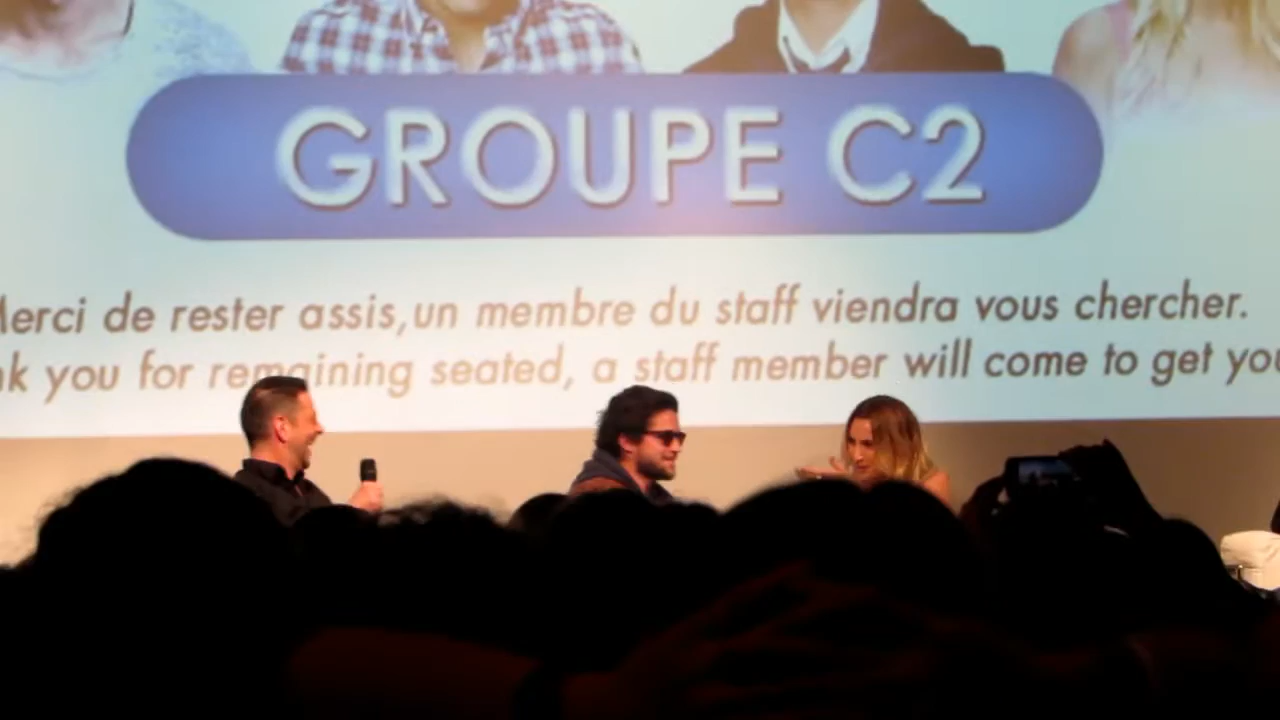 GROUPE C2
Merci de rester assis,un membre du staff viendra vous chercher.
you for remaining seated, a staff member will come to get you